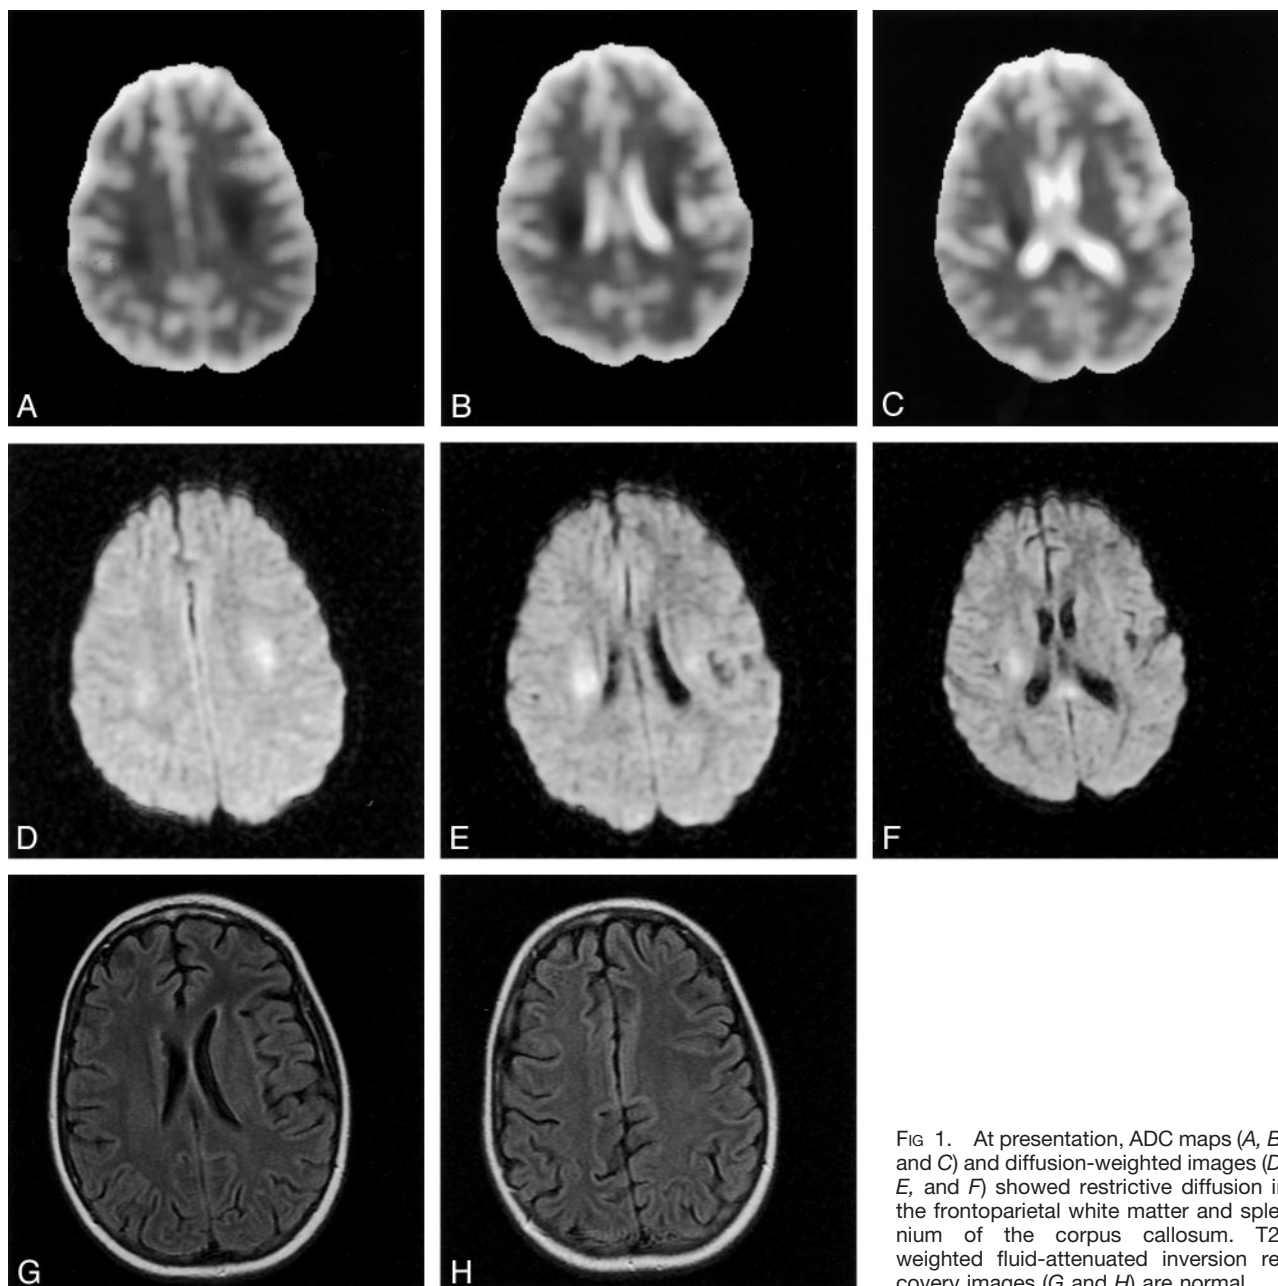 A
B
C
D
E
F
G
H
FIG 1. At presentation, ADC maps (A, B,
and C) and diffusion-weighted images (D,
E, and F) showed restrictive diffusion in
the frontoparietal white matter and sple-
nium of the corpus callosum. T2-
weighted fluid-attenuated inversion re-
covery images (G and H) are normal.